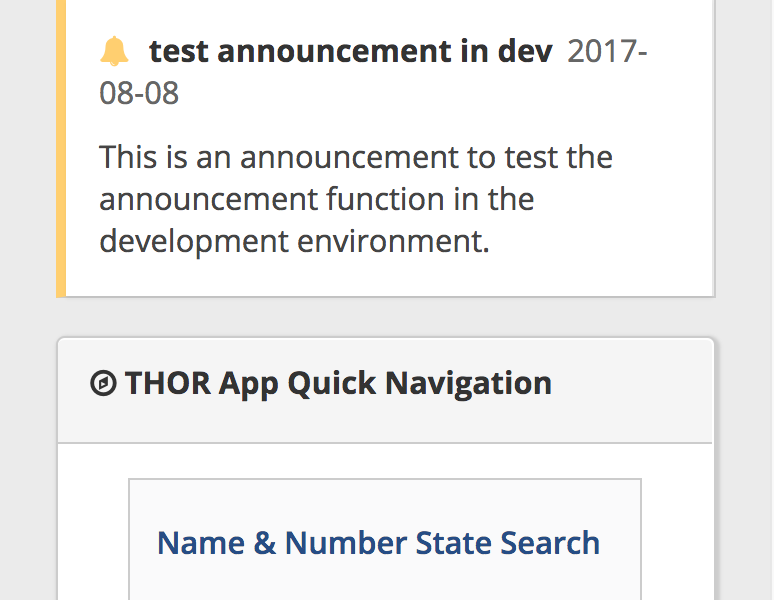 test announcement in dev 2017-
08-08
This is an announcement to test the
announcement function in the
development environment.
THOR App Quick Navigation
Name & Number State Search